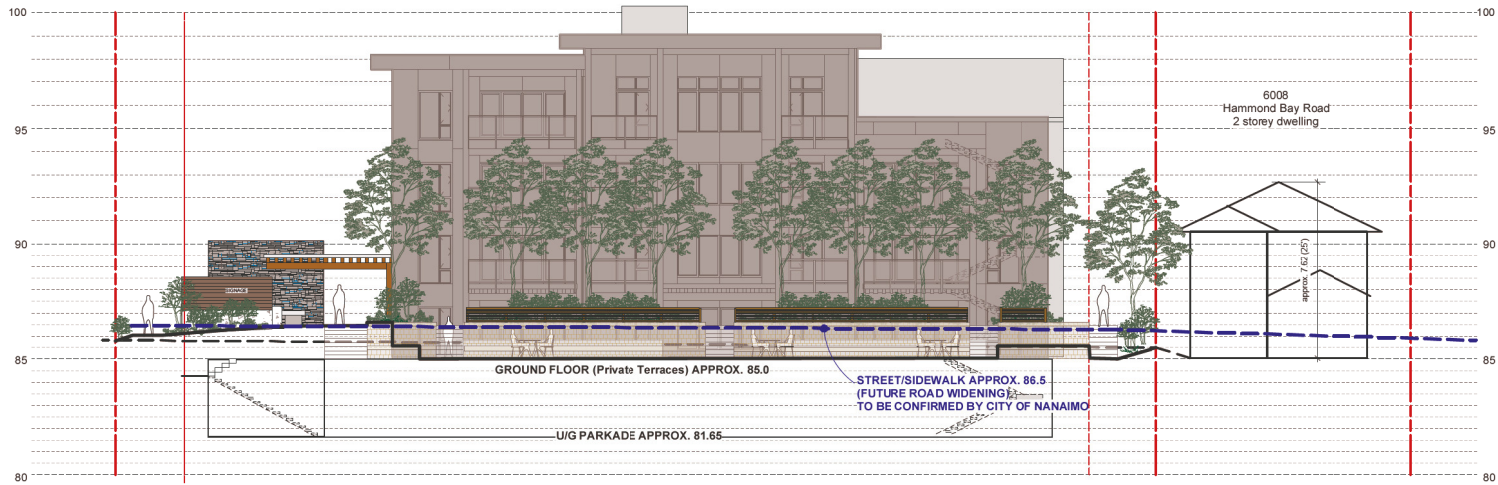 100
100
6008
Hammond Bay Road
2 storey dwelling
95
95
90
90
approx. 7.62 (25')
SIGNAGE
85
85
GROUND FLOOR (Private Terraces) APPROX. 85.0
STREET/SIDEWALK APPROX. 86.5
(FUTURE ROAD WIDENING)
TO BE CONFIRMED BY CITY OF NANAIMO
U/G PARKADE APPROX. 81.65
80
80